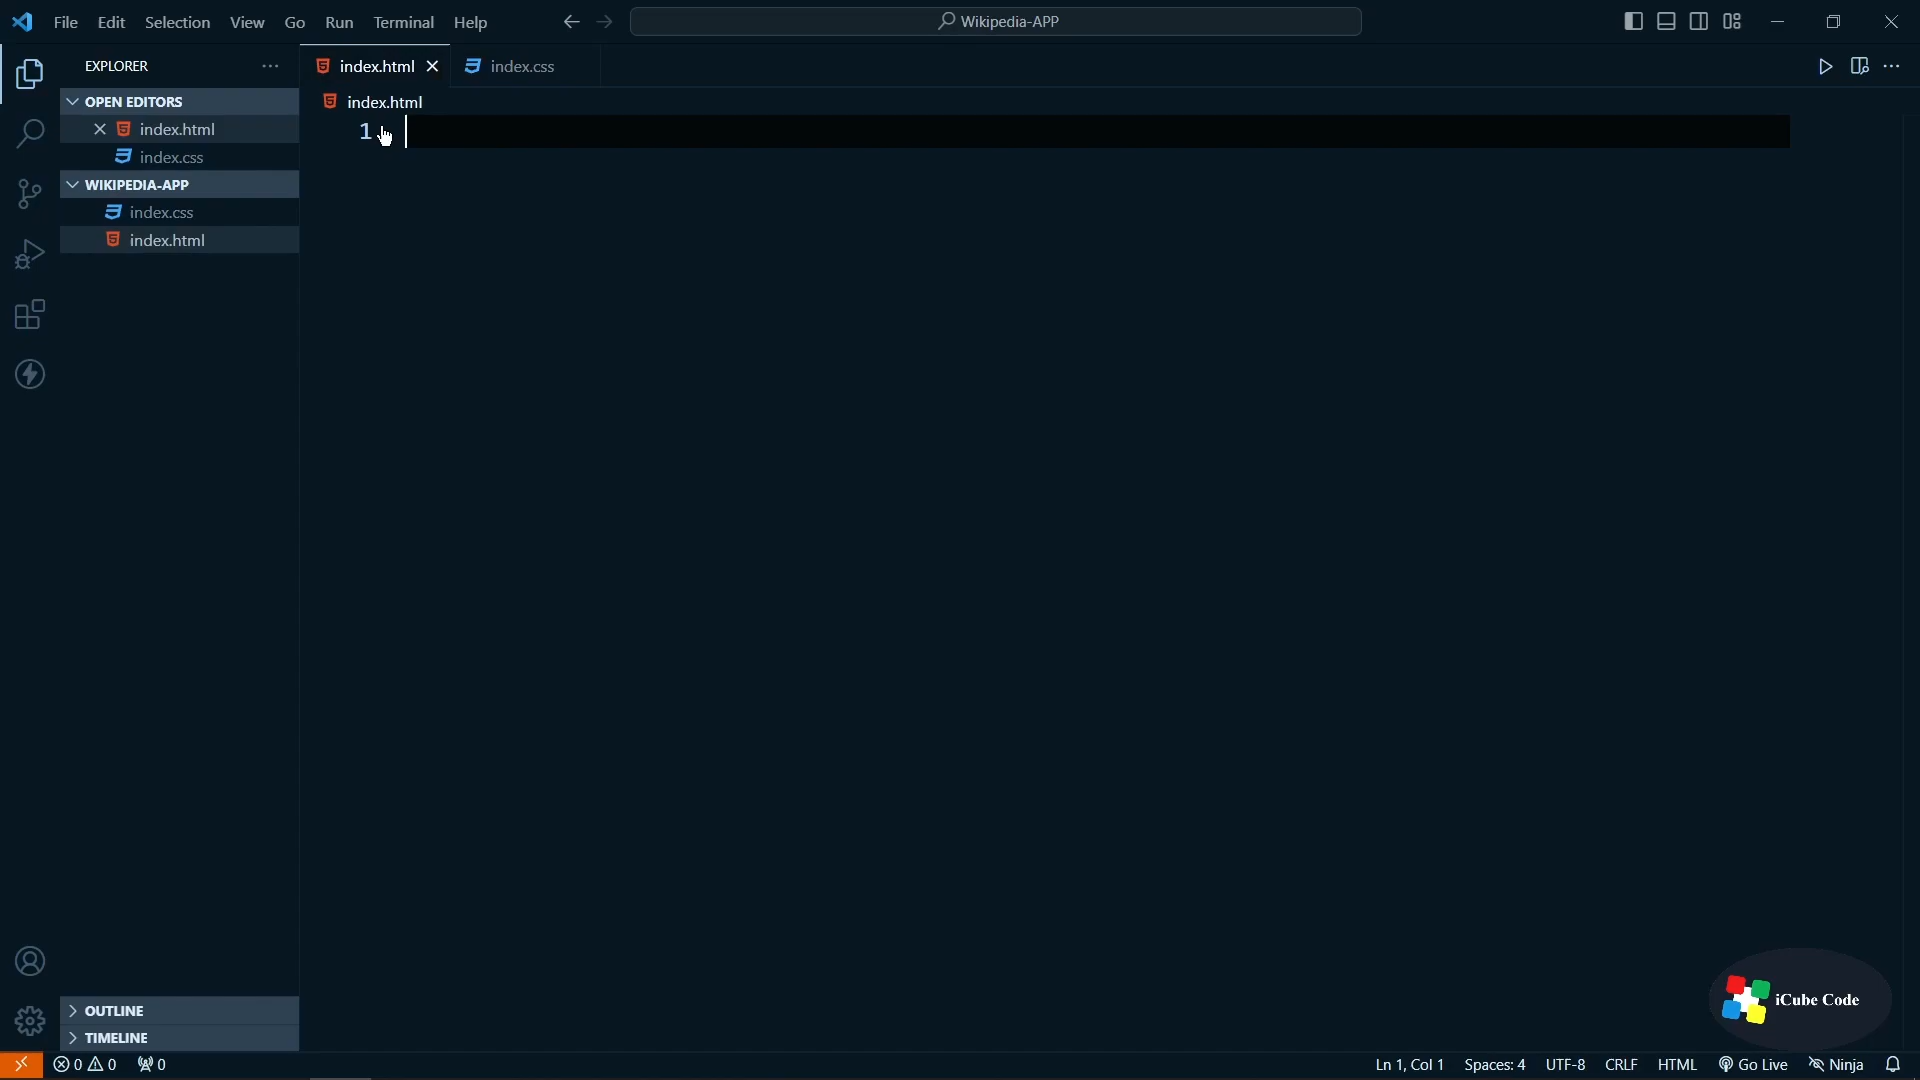 File Edit Selection View Go Run Terminal Help
Wikipedia-APP
EXPLORER
OPEN EDITORS
index.html
index.css
WIKIPEDIA-APP
index.css
index.html
index.html
index.css
index.html
1
iCube Code
OUTLINE
TIMELINE
0 0 0
Ln 1, Col 1 Spaces: 4 UTF-8 CRLF HTML Go Live Ninja